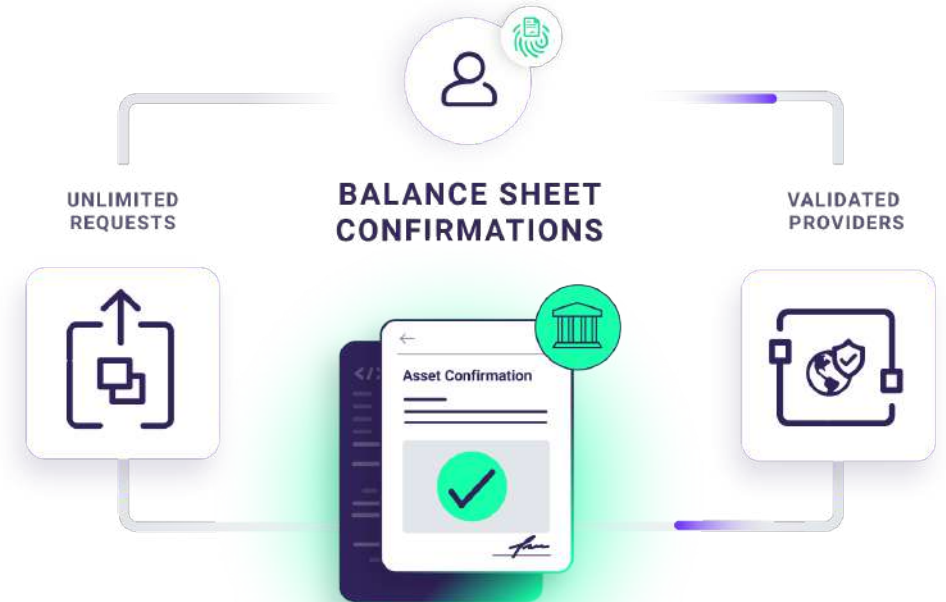 BALANCE SHEET
CONFIRMATIONS
UNLIMITED
REQUESTS
VALIDATED
PROVIDERS
</>
Asset Confirmation